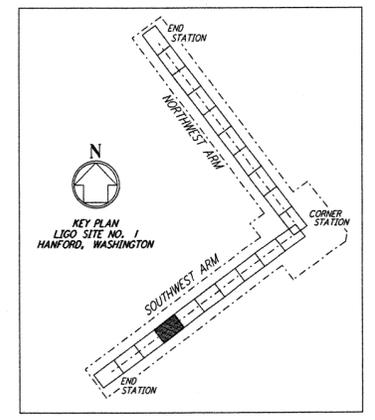 END
STATION
NORTHWEST ARM
N
KEY PLAN
LIGO SITE NO. 1
HANFORD, WASHINGTON
CORNER
STATION
SOUTHWEST ARM
END
STATION